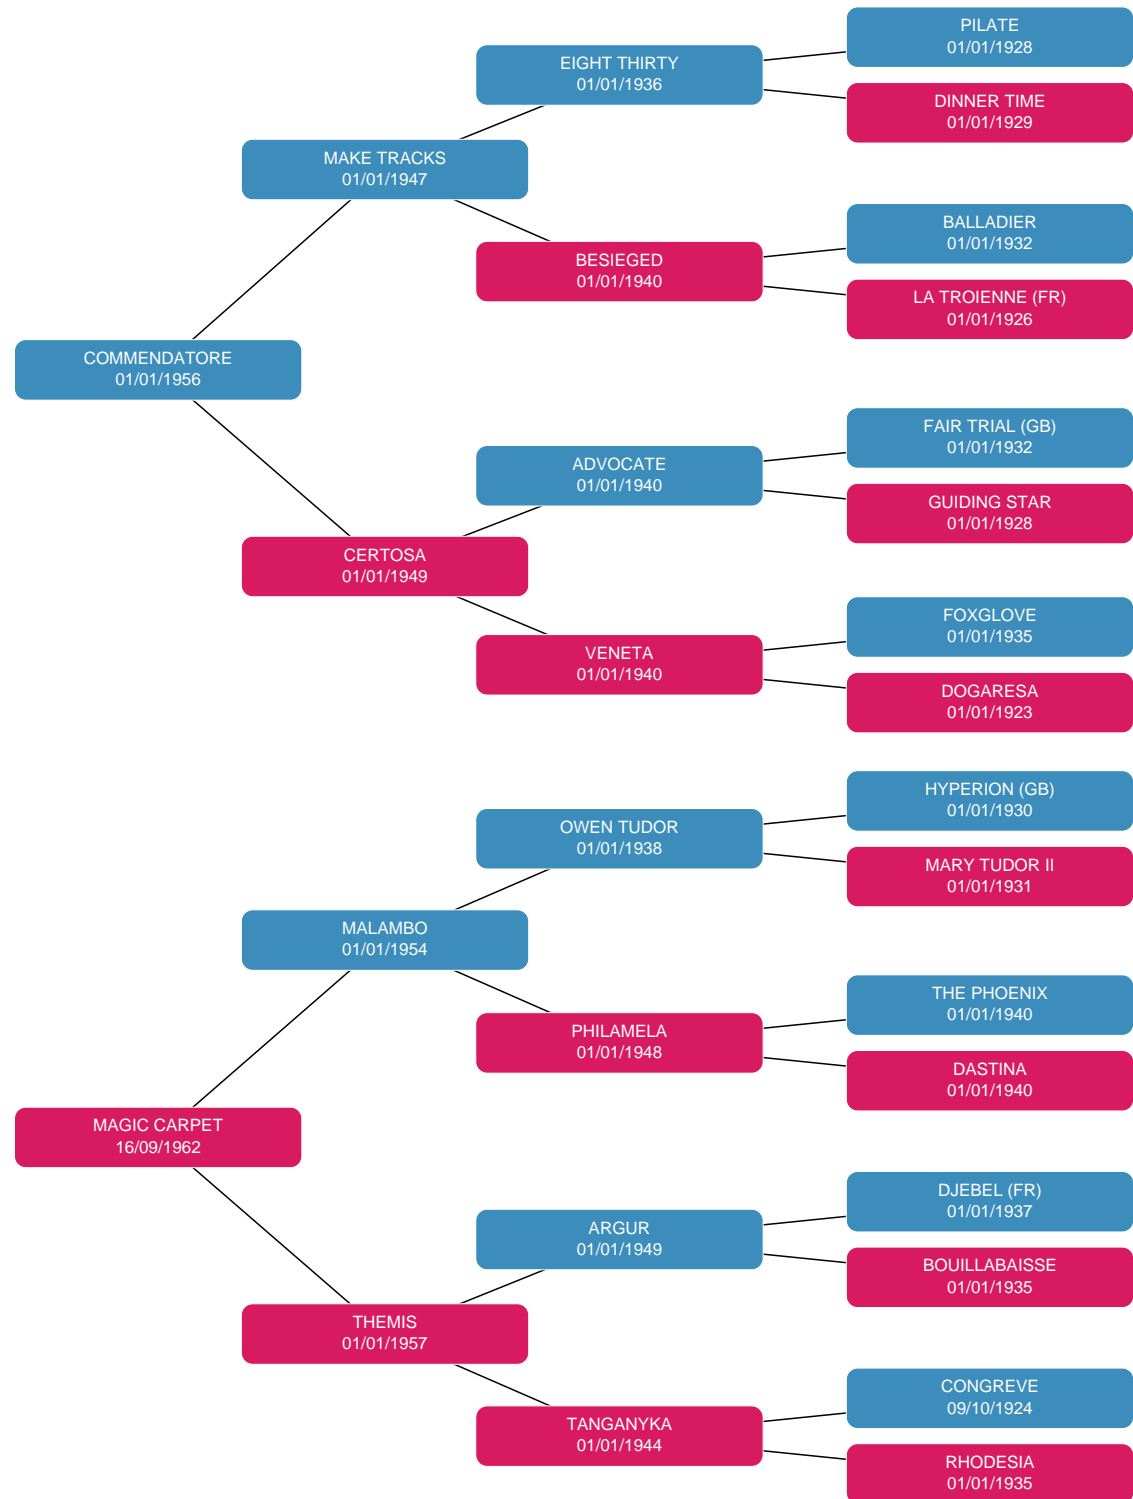 PILATE
01/01/1928
EIGHT THIRTY
01/01/1936
DINNER TIME
01/01/1929
MAKE TRACKS
01/01/1947
BALLADIER
01/01/1932
BESIEGED
01/01/1940
LA TROIENNE (FR)
01/01/1926
COMMENDATORE
01/01/1956
FAIR TRIAL (GB)
01/01/1932
ADVOCATE
01/01/1940
GUIDING STAR
01/01/1928
CERTOSA
01/01/1949
FOXGLOVE
01/01/1935
VENETA
01/01/1940
DOGARESA
01/01/1923
HYPERION (GB)
01/01/1930
OWEN TUDOR
01/01/1938
MARY TUDOR II
01/01/1931
MALAMBO
01/01/1954
THE PHOENIX
01/01/1940
PHILAMELA
01/01/1948
DASTINA
01/01/1940
MAGIC CARPET
16/09/1962
DJEBEL (FR)
01/01/1937
ARGUR
01/01/1949
BOUILLABAISSE
01/01/1935
THEMIS
01/01/1957
CONGREVE
09/10/1924
TANGANYKA
01/01/1944
RHODESIA
01/01/1935